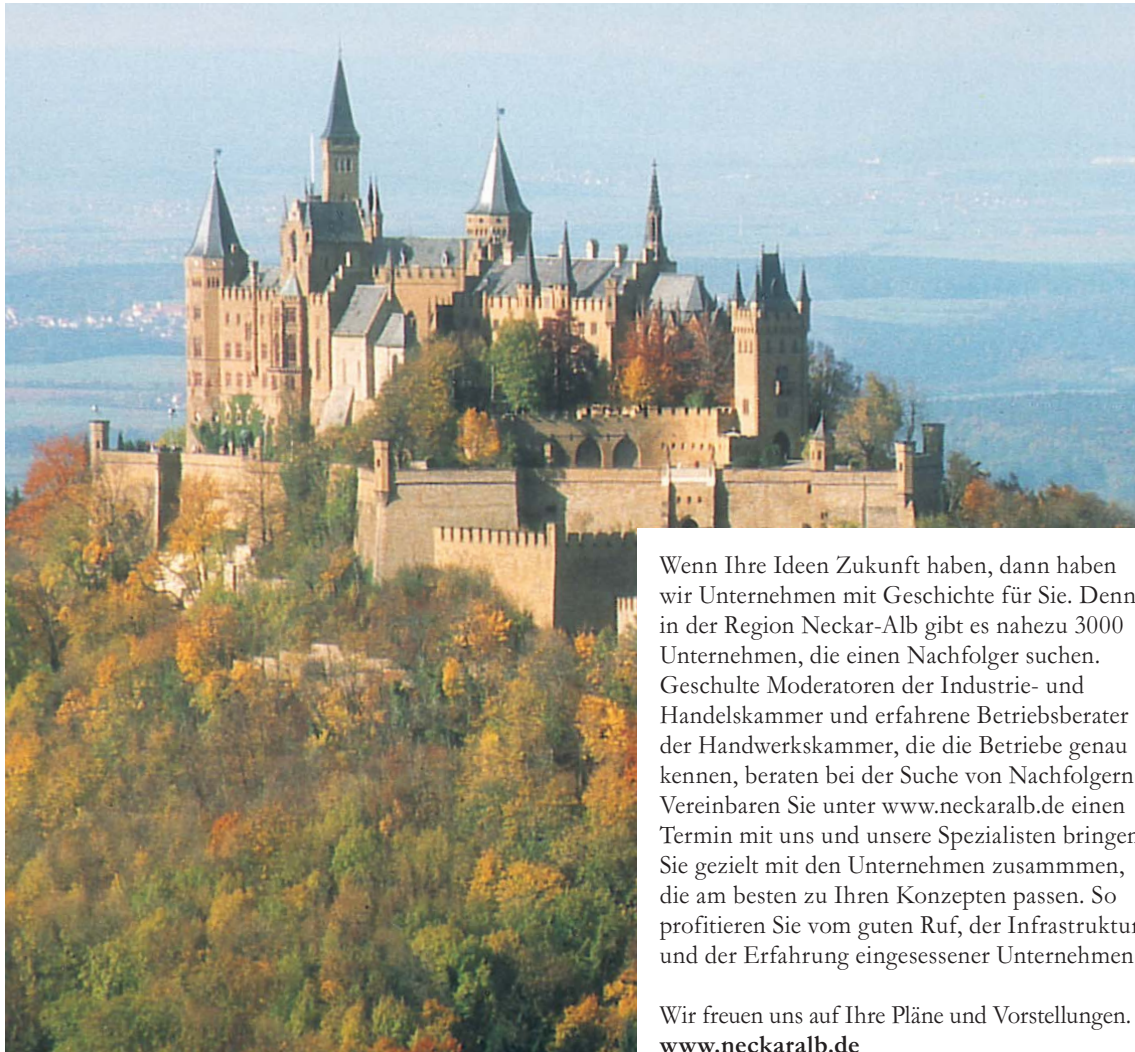 Wenn Ihre Ideen Zukunft haben, dann haben
wir Unternehmen mit Geschichte für Sie. Denn
in der Region Neckar-Alb gibt es nahezu 3000
Unternehmen, die einen Nachfolger suchen.
Geschulte Moderatoren der Industrie- und
Handelskammer und erfahrene Betriebsberater
der Handwerkskammer, die die Betriebe genau
kennen, beraten bei der Suche von Nachfolgern
Vereinbaren Sie unter www.neckaralb.de einen
Termin mit uns und unsere Spezialisten bringen
Sie gezielt mit den Unternehmen zusammmen,
die am besten zu Ihren Konzepten passen. So
profitieren Sie vom guten Ruf, der Infrastruktur
und der Erfahrung eingesessener Unternehmen
Wir freuen uns auf Ihre Pläne und Vorstellungen.
www.neckaralb.de